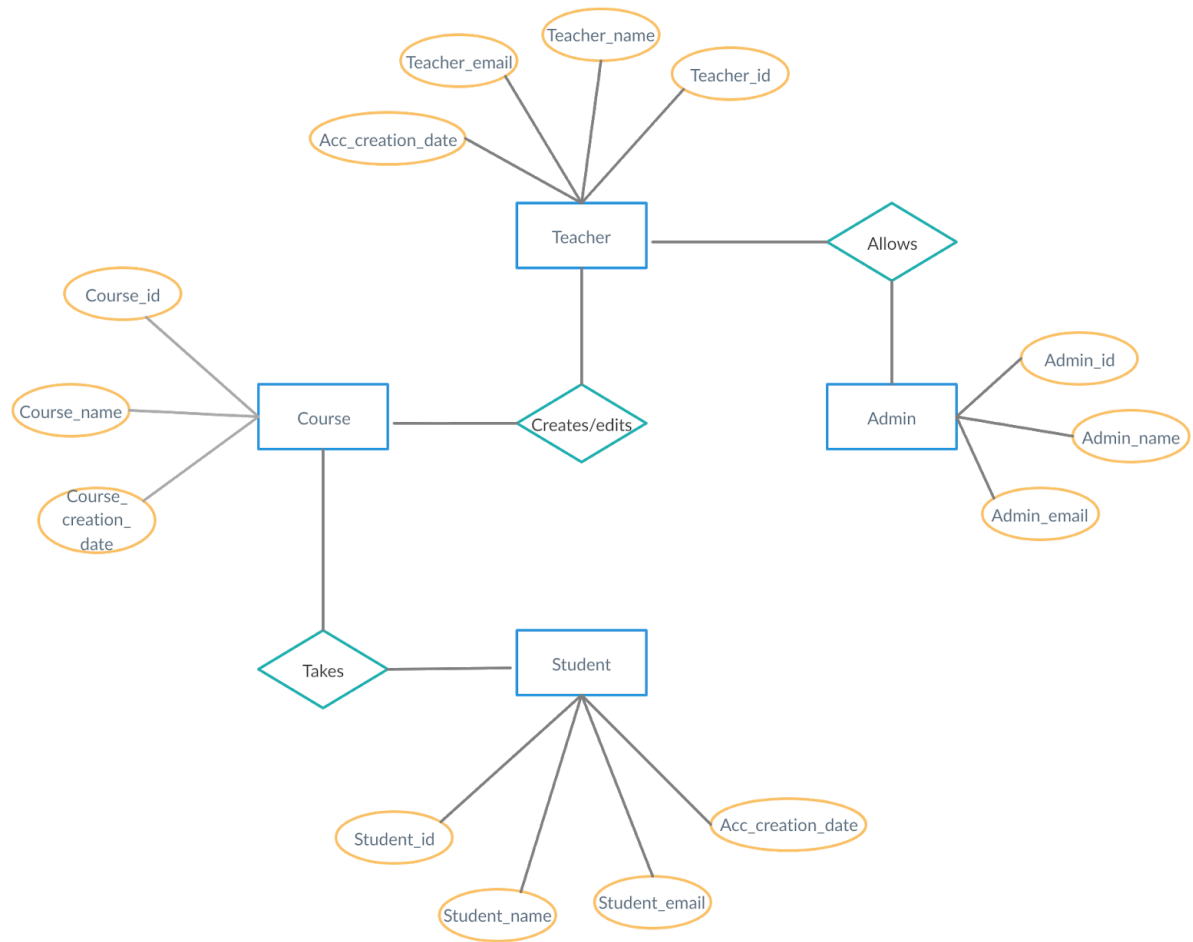 Teacher_name
Teacher_email
Teacher_id
Acc_creation_date
Teacher
Allows
Course_id
Admin_id
Course_name
Course
Creates/edits
Admin
Admin_name
Course_
creation_
date
Admin_email
Takes
Student
Student_id
Acc_creation_date
Student_name
Student_email